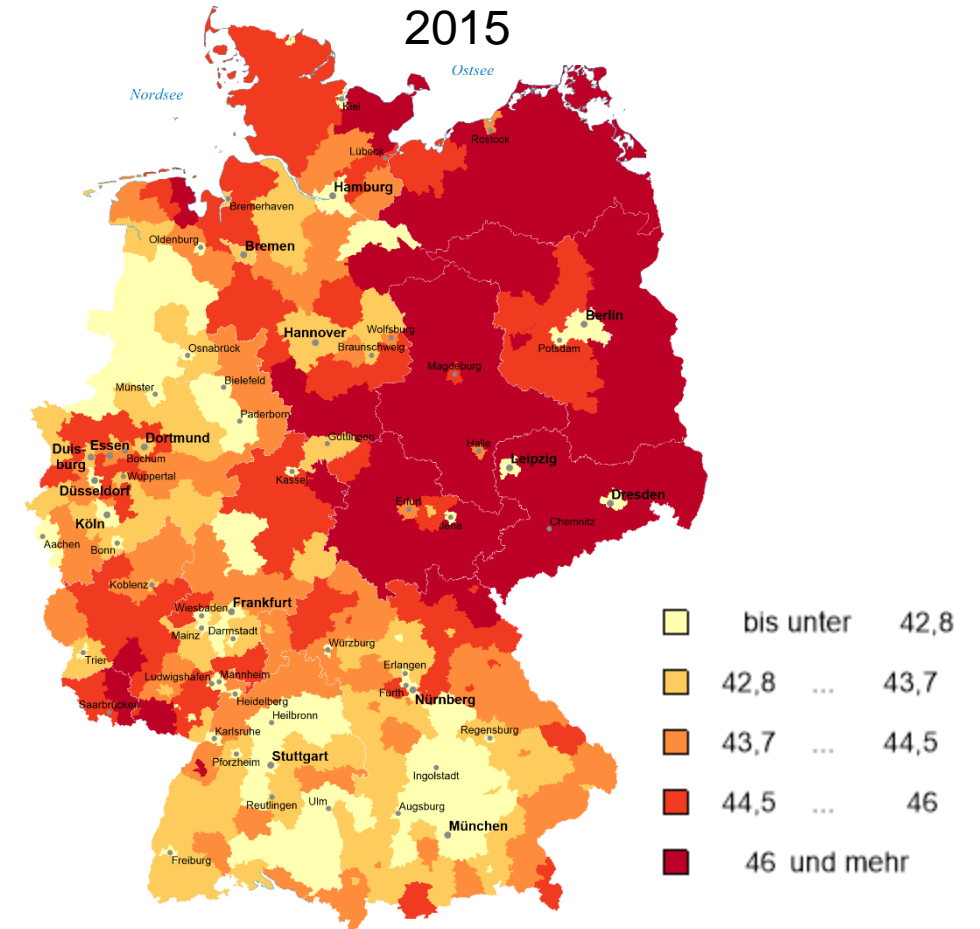 2015
Ostsee
Nordsee
Kiel
Rostock
Lübeck
Hamburg
Bremerhaven
Oldenburg
Bremen
Berlin
Wolfsburg
Hannover
Braunschweig
Potsdam
Osnabrück
Magdeburg
Bielefeld
Münster
Paderborn
Göttingen
Dortmund
Duis-
burg
Essen
Bochum
Halle
Leipzig
Wuppertal
Kassel
Düsseldorf
Dresden
Erfurt
Köln
Jena
Chemnitz
Aachen
Bonn
Koblenz
Wiesbaden
Frankfurt
Mainz
Darmstadt
Würzburg
Trier
Erlangen
Ludwigshafen
Mannheim
Fürth
Nürnberg
Saarbrücken
Heidelberg
Heilbronn
Karlsruhe
Regensburg
Stuttgart
Pforzheim
Ingolstadt
Reutlingen
Ulm
Augsburg
München
Freiburg
bis unter 42,8
42,8 ... 43,7
43,7 ... 44,5
44,5 ... 46
46 und mehr